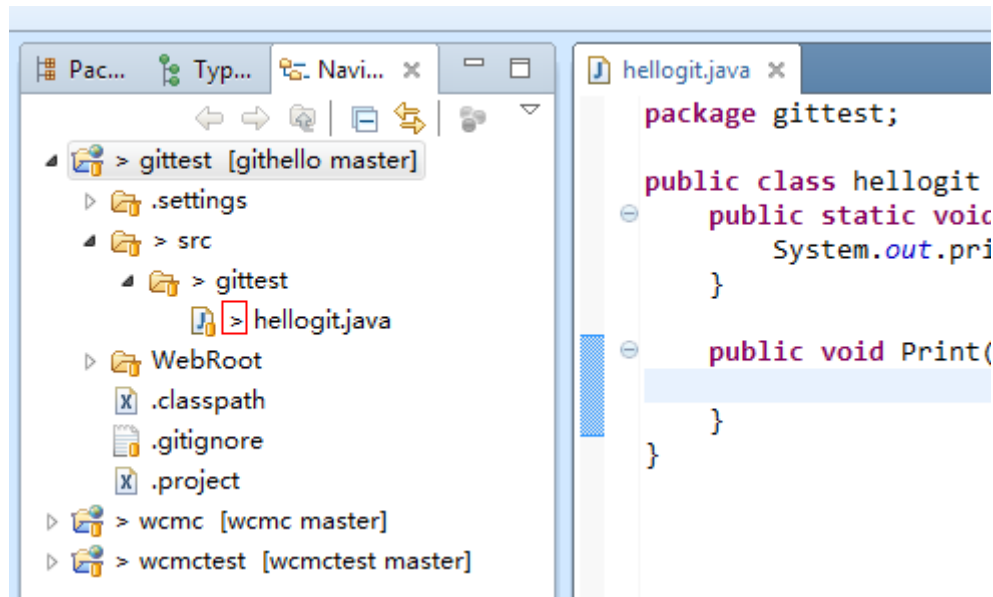 Pac... Typ... Navi...
> gittest [githello master]
.settings
> src
> gittest
> hellogit.java
WebRoot
.classpath
.gitignore
.project
> wcmc [wcmc master]
> wcmctest [wcmctest master]
hellogit.java
package gittest;
public class hellogit
public static void
System.out.pri
}
public void Print(
}
}